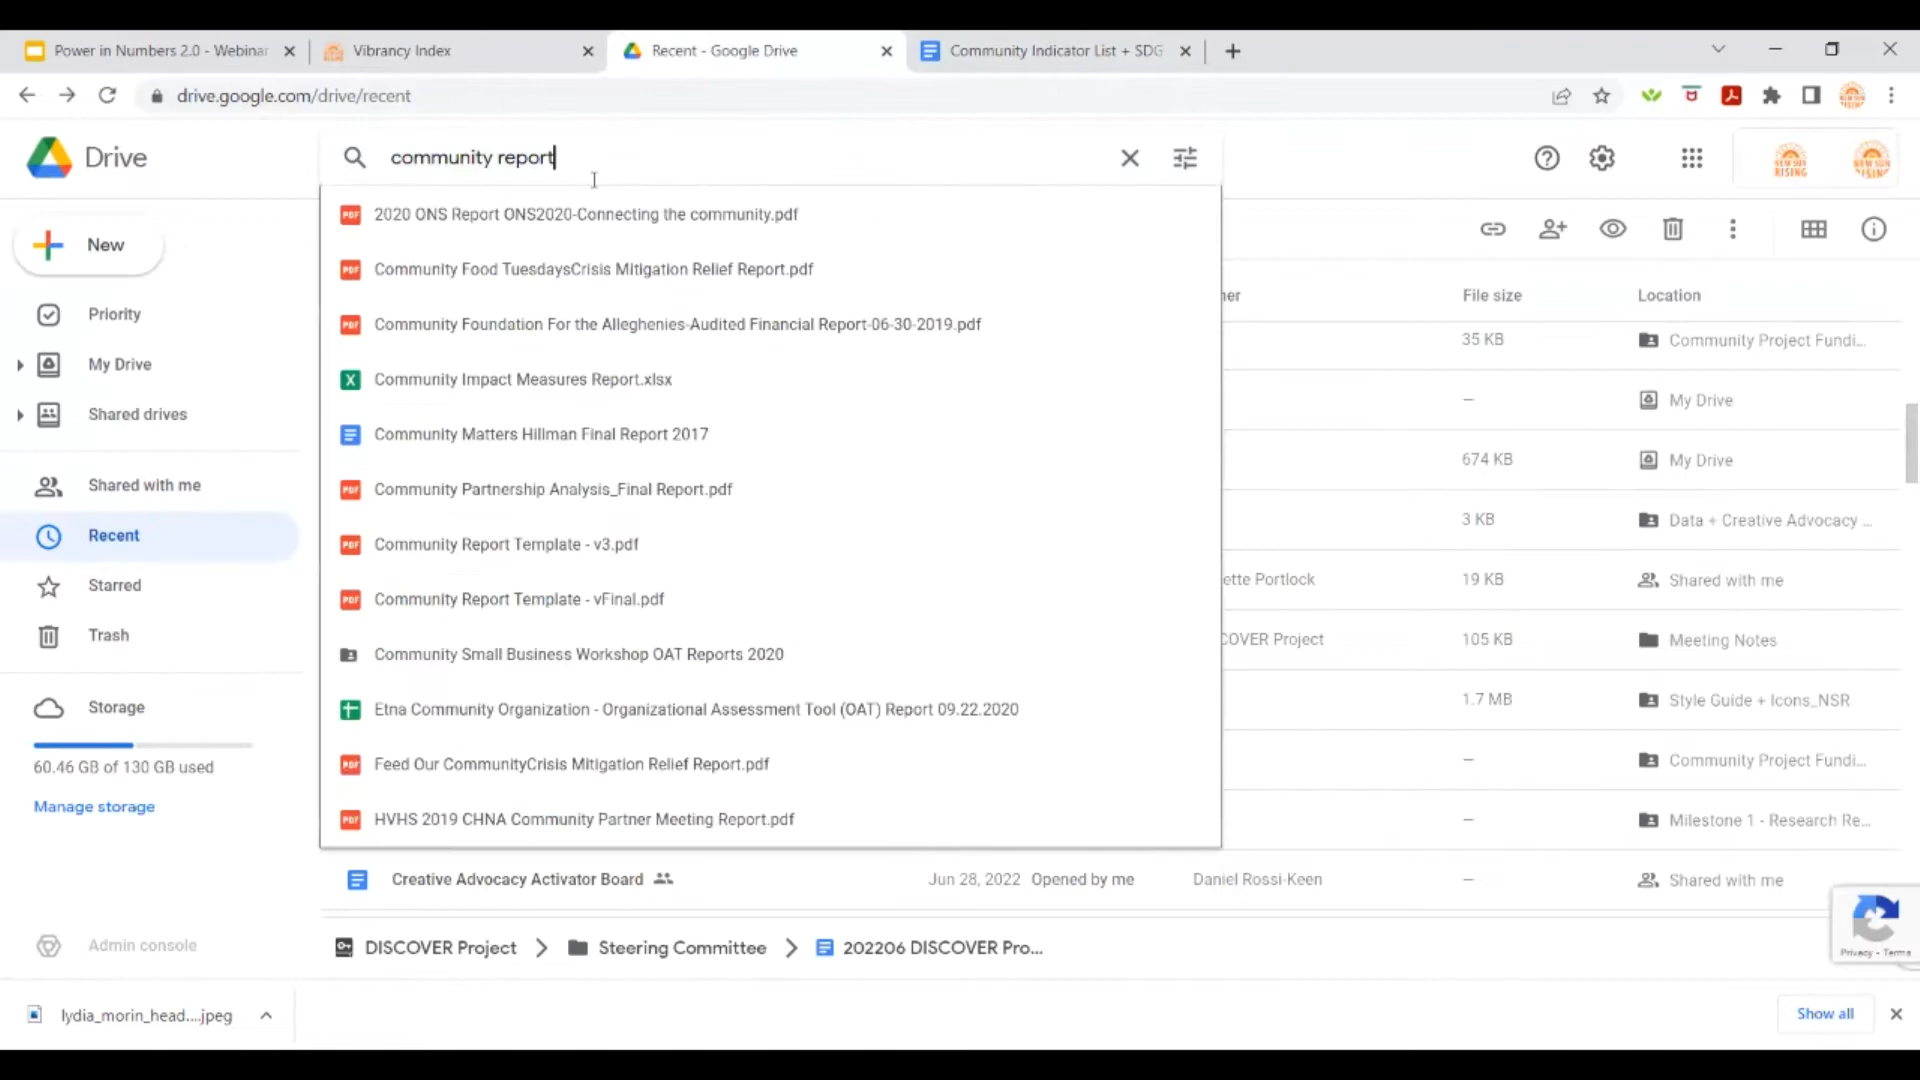 Power in Numbers 2.0 - Webinar
Vibrancy Index
Recent - Google Drive
Community Indicator List + SDG
drive.google.com/drive/recent
Drive
community report
NEW SUN RISING
New
2020 ONS Report ONS2020-Connecting the community.pdf
Community Food TuesdaysCrisis Mitigation Relief Report.pdf
Community Foundation For the Alleghenies-Audited Financial Report-06-30-2019.pdf
Community Impact Measures Report.xlsx
Community Matters Hillman Final Report 2017
Community Partnership Analysis_Final Report.pdf
Community Report Template - v3.pdf
Community Report Template - vFinal.pdf
Community Small Business Workshop OAT Reports 2020
Etna Community Organization - Organizational Assessment Tool (OAT) Report 09.22.2020
Feed Our CommunityCrisis Mitigation Relief Report.pdf
HVHS 2019 CHNA Community Partner Meeting Report.pdf
Priority
My Drive
Shared drives
Shared with me
Recent
Starred
Trash
Storage
60.46 GB of 130 GB used
Manage storage
Admin console
ner File size Location
35 KB Community Project Fundi...
– My Drive
674 KB My Drive
3 KB Data + Creative Advocacy ...
ette Portlock 19 KB Shared with me
COVER Project 105 KB Meeting Notes
1.7 MB Style Guide + Icons_NSR
– Community Project Fundi...
– Milestone 1 - Research Re...
Creative Advocacy Activator Board Jun 28, 2022 Opened by me Daniel Rossi-Keen – Shared with me
Privacy - Terms
DISCOVER Project Steering Committee 202206 DISCOVER Pro...
lydia_morin_head....jpeg
Show all